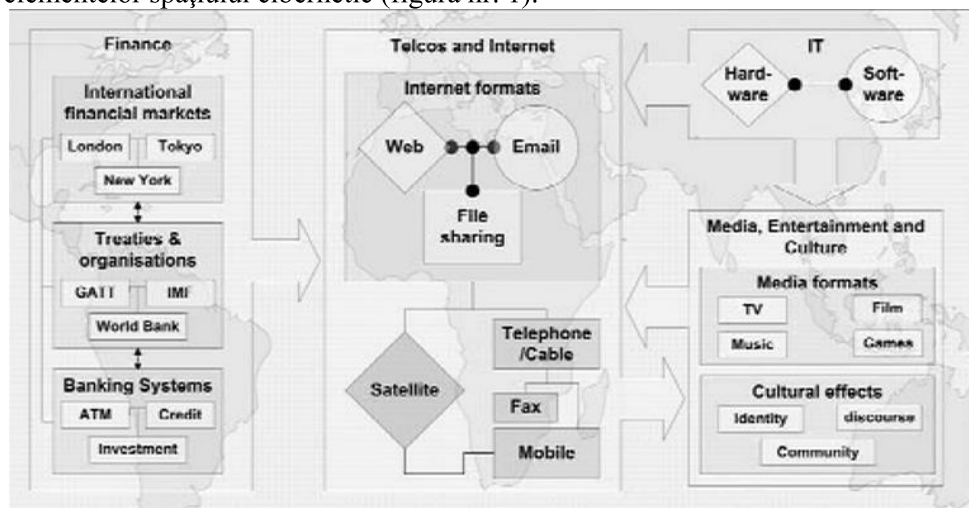 elementelor spaţiului cibernetic (figura nr. 1).
Finance
International
financial markets
London
Tokyo
New York
Treaties &
organisations
GATT
IMF
World Bank
Banking Systems
ATM
Credit
Investment
Telcos and Internet
Internet formats
Web
Email
File
sharing
Satellite
Telephone
/Cable
Fax
Mobile
IT
Hard-
ware
Soft-
ware
Media, Entertainment and
Culture
Media formats
TV
Film
Music
Games
Cultural effects
Identity
discourse
Community